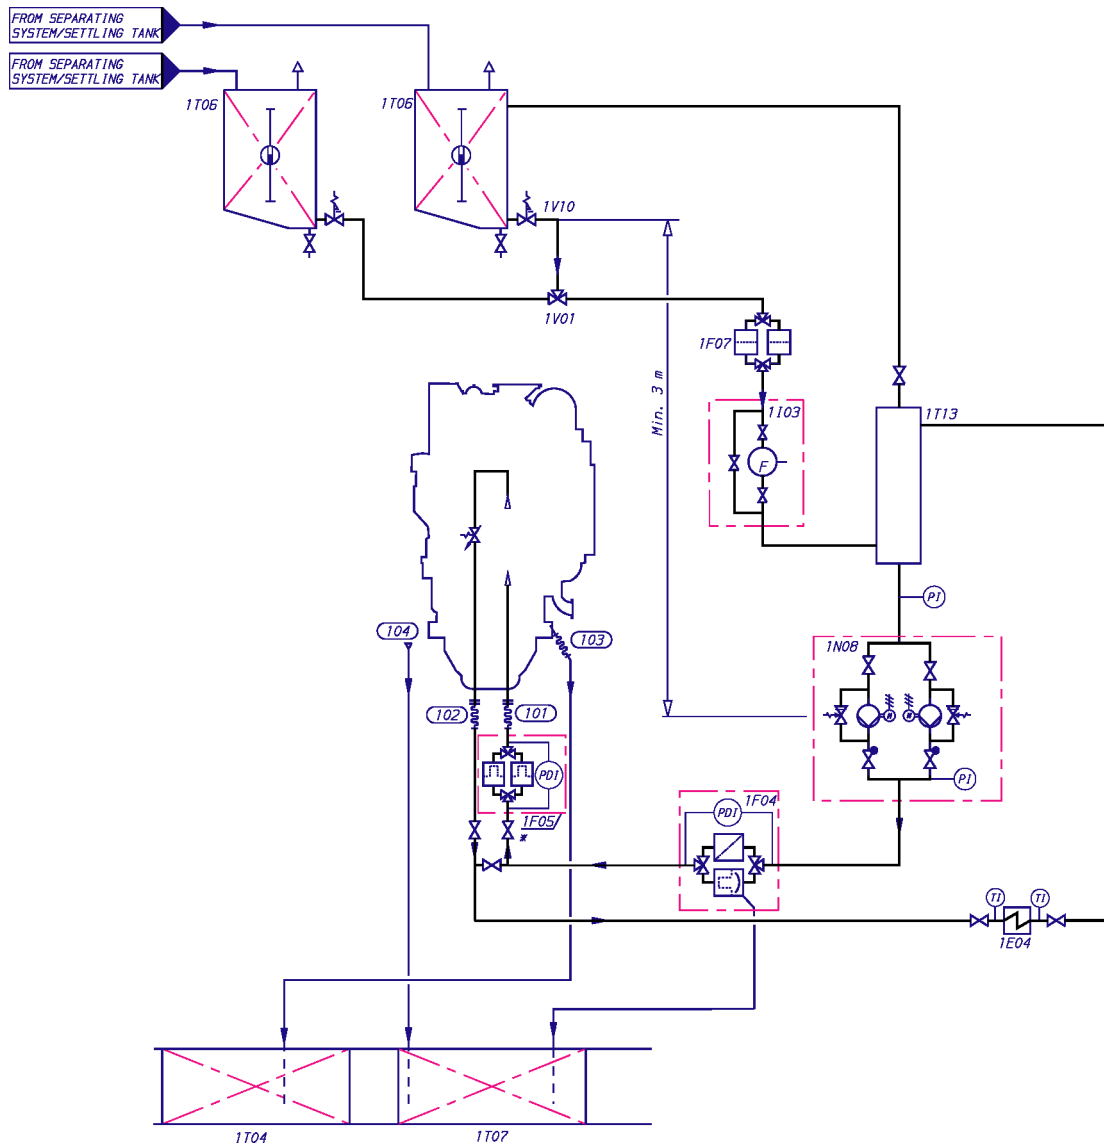 FROM SEPARATING
SYSTEM/SETTLING TANK
FROM SEPARATING
SYSTEM/SETTLING TANK
1T06
1T06
1V10
1V01
1F07
Min. 3 m
1I03
F
1T13
PI
104
103
1N08
102
101
PDI
PI
1F05/
*
1F04
PDI
TI
TI
1E04
1T04
1T07